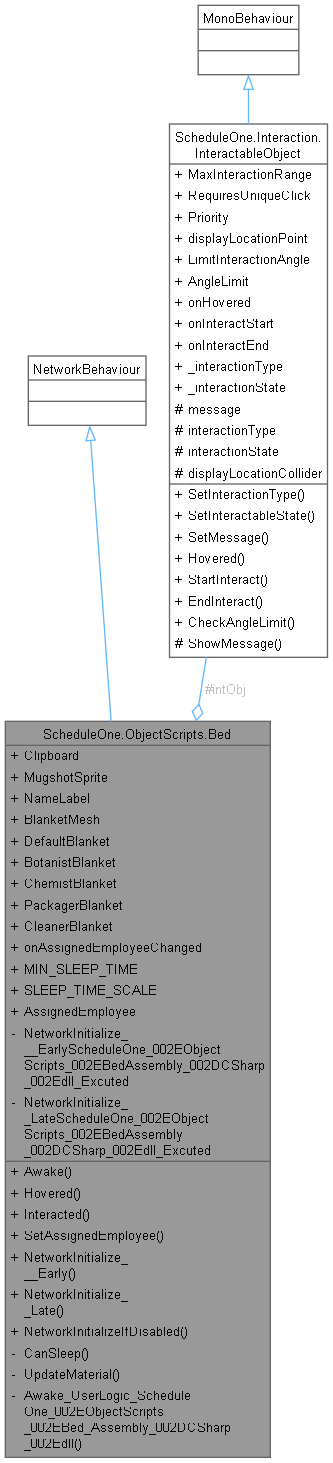 MonoBehaviour
ScheduleOne.Interaction.
InteractableObject
+ MaxInteractionRange
+ RequiresUniqueClick
+ Priority
+ displayLocationPoint
+ LimitInteractionAngle
+ AngleLimit
+ onHovered
+ onInteractStart
+ onInteractEnd
+ _interactionType
+ _interactionState
# message
# interactionType
# interactionState
# displayLocationCollider
+ SetInteractionType()
+ SetInteractableState()
+ SetMessage()
+ Hovered()
+ StartInteract()
+ EndInteract()
+ CheckAngleLimit()
# ShowMessage()
NetworkBehaviour
#intObj
ScheduleOne.ObjectScripts.Bed
+ Clipboard
+ MugshotSprite
+ NameLabel
+ BlanketMesh
+ DefaultBlanket
+ BotanistBlanket
+ ChemistBlanket
+ PackagerBlanket
+ CleanerBlanket
+ onAssignedEmployeeChanged
+ MIN_SLEEP_TIME
+ SLEEP_TIME_SCALE
+ AssignedEmployee
- NetworkInitialize_
__EarlyScheduleOne_002EObject
Scripts_002EBedAssembly_002DCSharp
_002Edll_Excuted
- NetworkInitialize_
_LateScheduleOne_002EObject
Scripts_002EBedAssembly
_002DCSharp_002Edll_Excuted
+ Awake()
+ Hovered()
+ Interacted()
+ SetAssignedEmployee()
+ NetworkInitialize_
__Early()
+ NetworkInitialize_
_Late()
+ NetworkInitializeIfDisabled()
- CanSleep()
- UpdateMaterial()
- Awake_UserLogic_Schedule
One_002EObjectScripts
_002EBed_Assembly_002DCSharp
_002Edll()